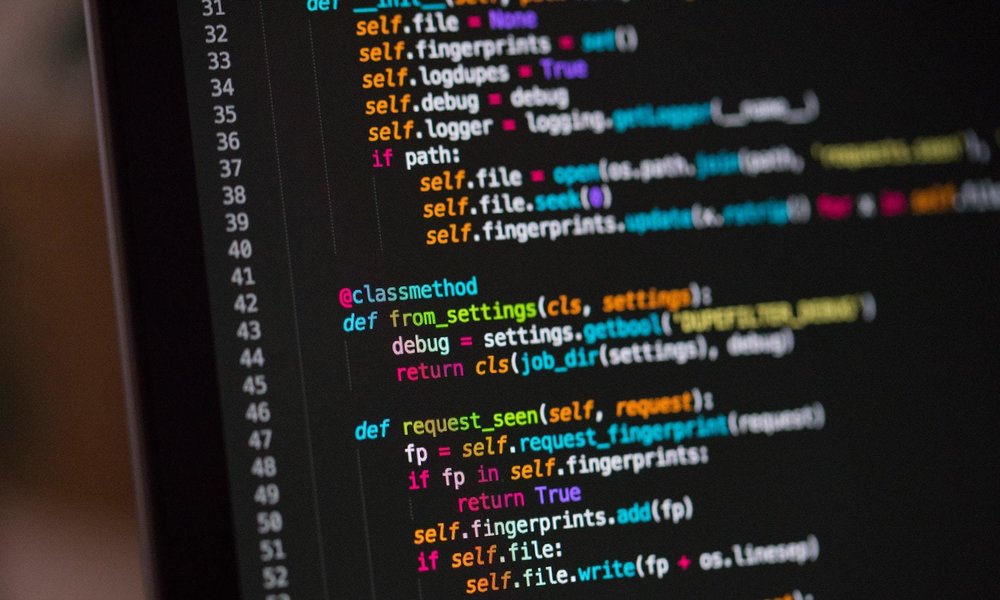 31 def __init__(self,
32 self.file = None
33 self.fingerprints = set()
34 self.logdupes = True
35 self.debug = debug
36 self.logger = logging.getLogger(__name__)
37 if path:
38 self.file = open(os.path.join(path, 'requests.seen'),
39 self.file.seek(0)
40 self.fingerprints.update(x.rstrip() for x in self.file
41
42 @classmethod
43 def from_settings(cls, settings):
44 debug = settings.getbool('DUPEFILTER_DEBUG')
45 return cls(job_dir(settings), debug)
46
47 def request_seen(self, request):
48 fp = self.request_fingerprint(request)
49 if fp in self.fingerprints:
50 return True
51 self.fingerprints.add(fp)
52 if self.file:
self.file.write(fp + os.linesep)